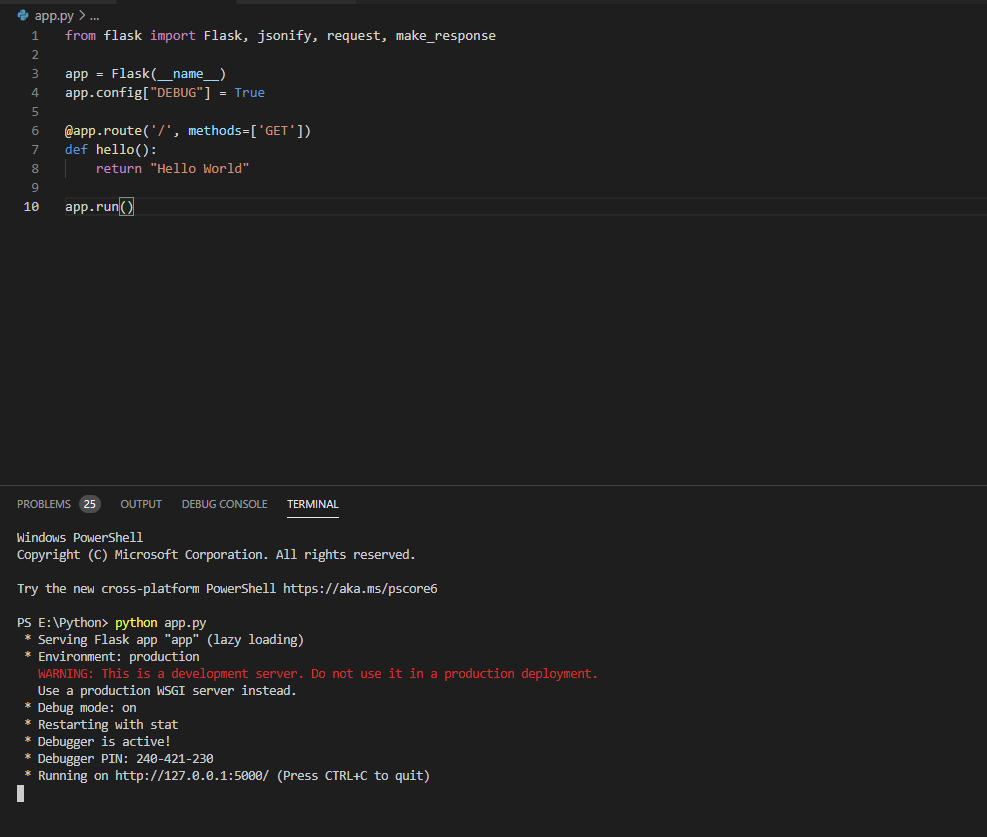 app.py > ...
1 from flask import Flask, jsonify, request, make_response
2
3 app = Flask(__name__)
4 app.config["DEBUG"] = True
5
6 @app.route('/', methods=['GET'])
7 def hello():
8     return "Hello World"
9
10 app.run()
PROBLEMS 25 OUTPUT DEBUG CONSOLE TERMINAL
Windows PowerShell
Copyright (C) Microsoft Corporation. All rights reserved.
Try the new cross-platform PowerShell https://aka.ms/pscore6
PS E:\Python> python app.py
 * Serving Flask app "app" (lazy loading)
 * Environment: production
   WARNING: This is a development server. Do not use it in a production deployment.
   Use a production WSGI server instead.
 * Debug mode: on
 * Restarting with stat
 * Debugger is active!
 * Debugger PIN: 240-421-230
 * Running on http://127.0.0.1:5000/ (Press CTRL+C to quit)